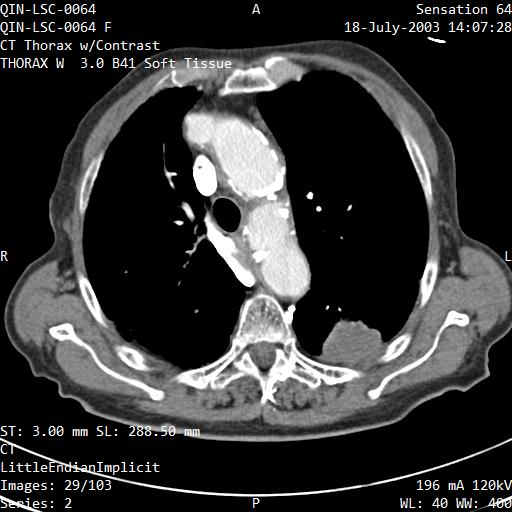 QIN-LSC-0064 A Sensation 64
QIN-LSC-0064 F 18-July-2003 14:07:28
CT Thorax w/Contrast
THORAX W 3.0 B41 Soft Tissue
R L
ST: 3.00 mm SL: 288.50 mm
CT
LittleEndianImplicit
Images: 29/103 196 mA 120kV
Series: 2 P WL: 40 WW: 400